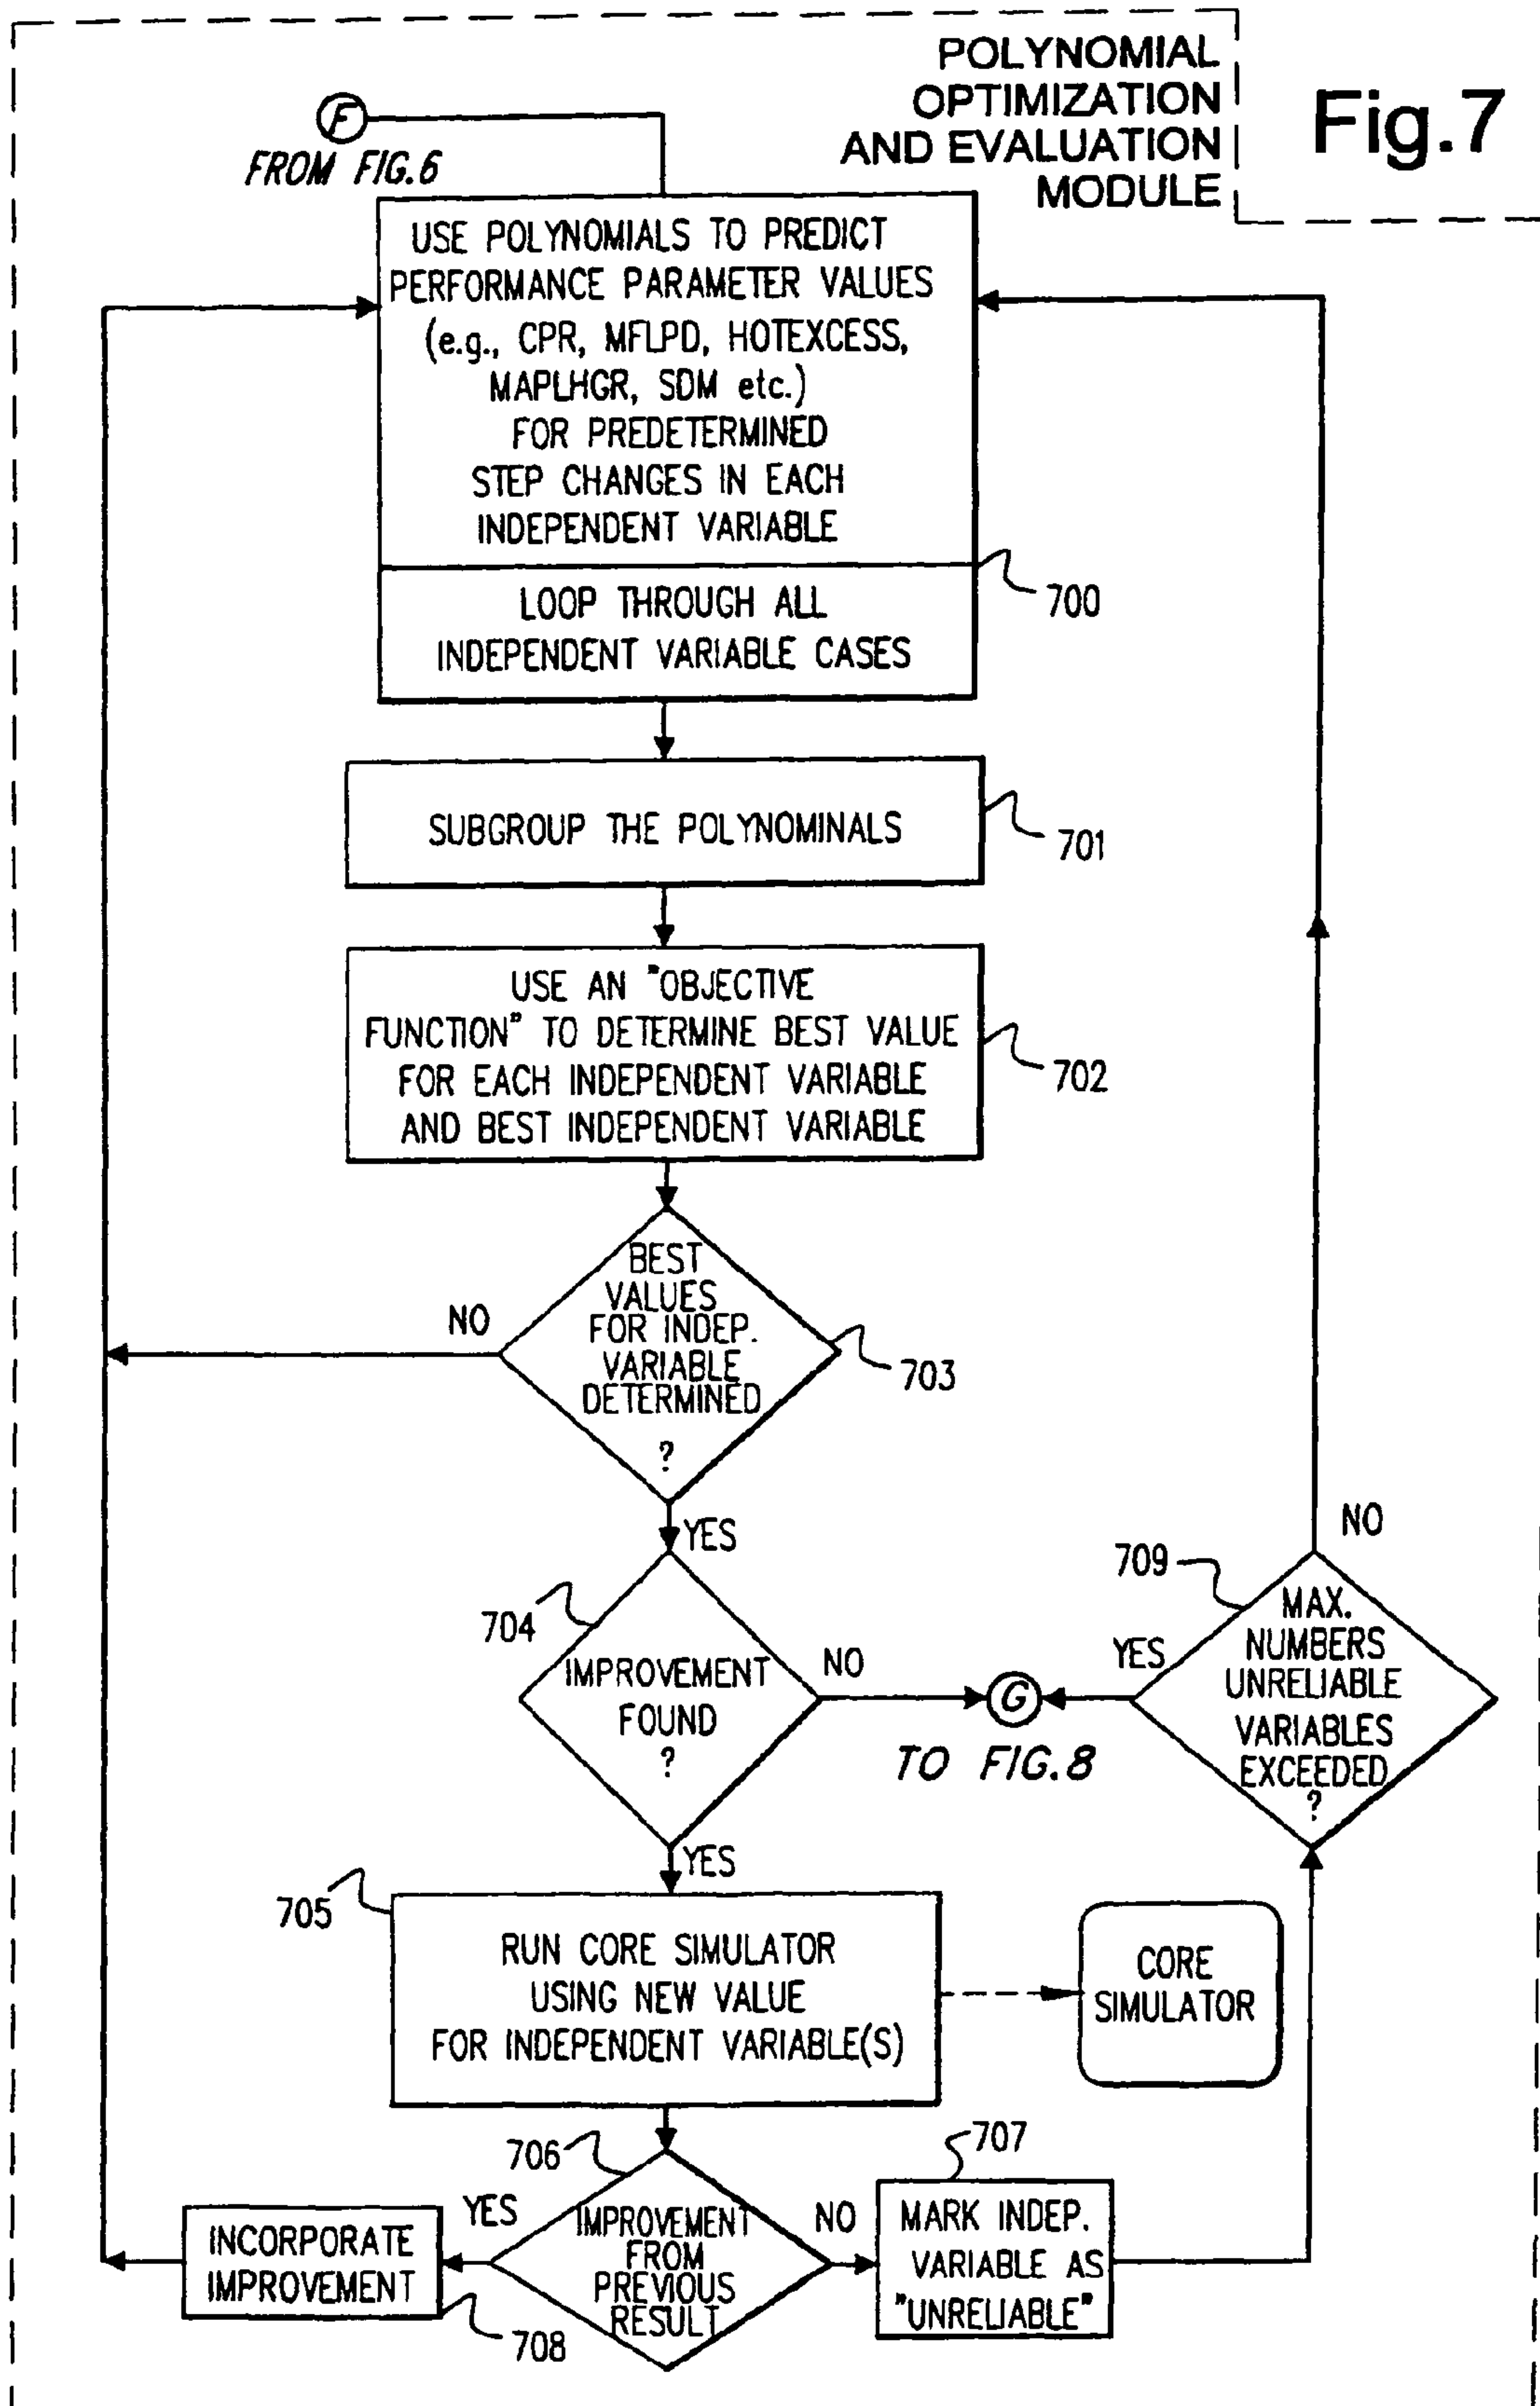 POLYNOMIAL
OPTIMIZATION
AND EVALUATION
MODULE
Fig.7
F
FROM FIG.6
USE POLYNOMIALS TO PREDICT
PERFORMANCE PARAMETER VALUES
(e.g., CPR, MFLPD, HOTEXCESS,
MAPLHGR, SDM etc.)
FOR PREDETERMINED
STEP CHANGES IN EACH
INDEPENDENT VARIABLE
LOOP THROUGH ALL
INDEPENDENT VARIABLE CASES
700
SUBGROUP THE POLYNOMINALS
701
USE AN "OBJECTIVE
FUNCTION" TO DETERMINE BEST VALUE
FOR EACH INDEPENDENT VARIABLE
AND BEST INDEPENDENT VARIABLE
702
BEST
VALUES
FOR INDEP.
VARIABLE
DETERMINED
?
NO
703
YES
704
IMPROVEMENT
FOUND
?
NO
G
TO FIG.8
YES
709
MAX.
NUMBERS
UNRELIABLE
VARIABLES
EXCEEDED
?
NO
YES
705
RUN CORE SIMULATOR
USING NEW VALUE
FOR INDEPENDENT VARIABLE(S)
CORE
SIMULATOR
706
IMPROVEMENT
FROM
PREVIOUS
RESULT
YES
NO
707
MARK INDEP.
VARIABLE AS
"UNRELIABLE"
INCORPORATE
IMPROVEMENT
708